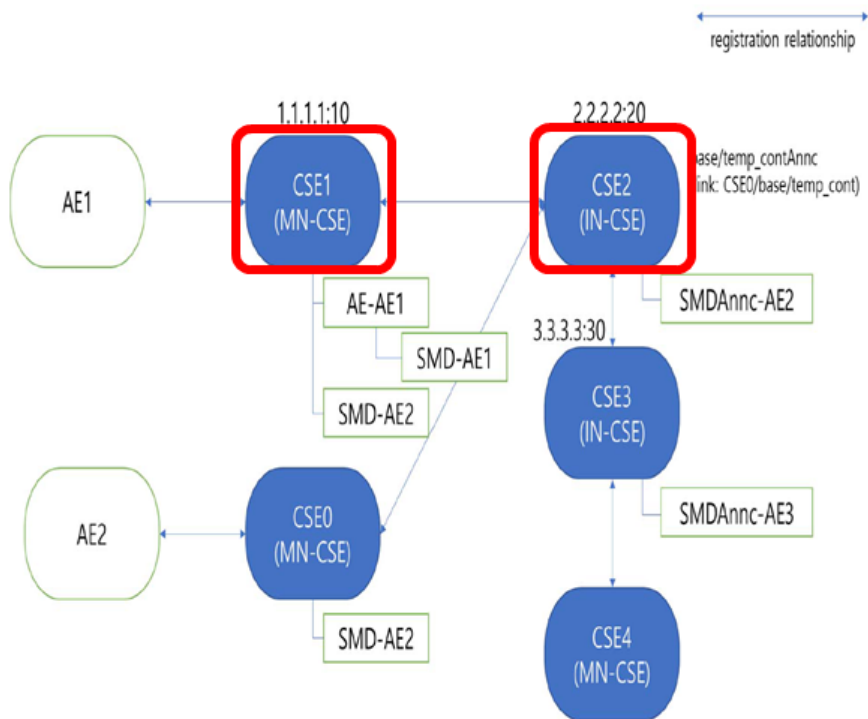 registration relationship
1.1.1.1:10
2.2.2.2:20
AE1
CSE1
(MN-CSE)
CSE2
(IN-CSE)
base/temp_contAnnc
link: CSE0/base/temp_cont)
AE-AE1
SMD-AE1
SMD-AE2
SMDAnnc-AE2
3.3.3.3:30
CSE3
(IN-CSE)
AE2
CSE0
(MN-CSE)
SMDAnnc-AE3
SMD-AE2
CSE4
(MN-CSE)